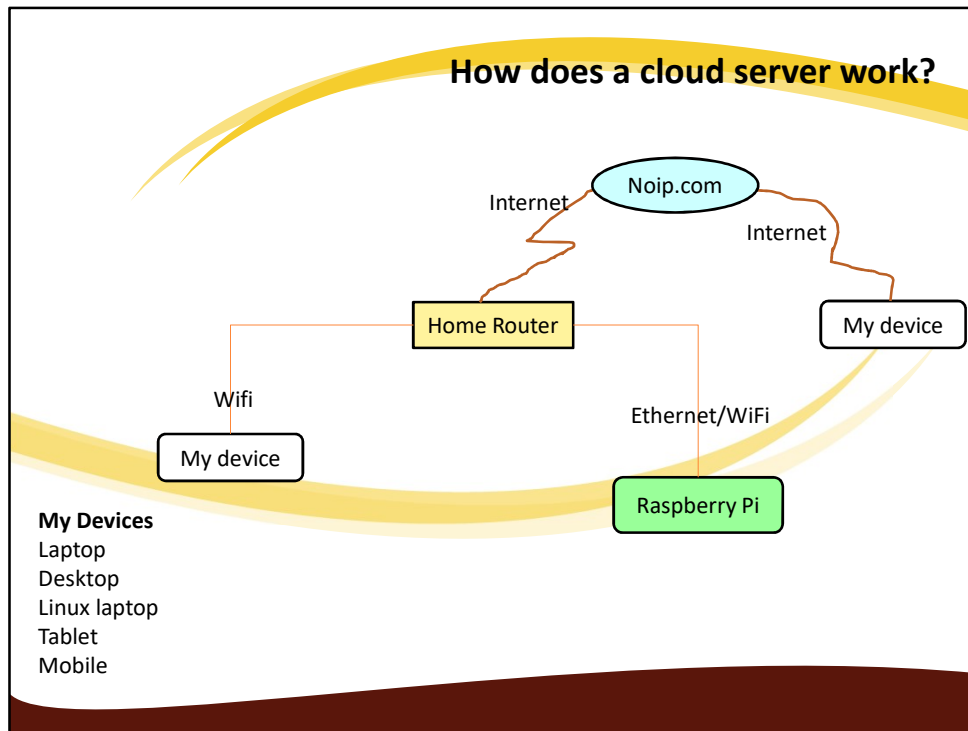 How does a cloud server work?
Noip.com
Internet
Internet
Home Router
My device
Wifi
Ethernet/WiFi
My device
Raspberry Pi
My Devices
Laptop
Desktop
Linux laptop
Tablet
Mobile